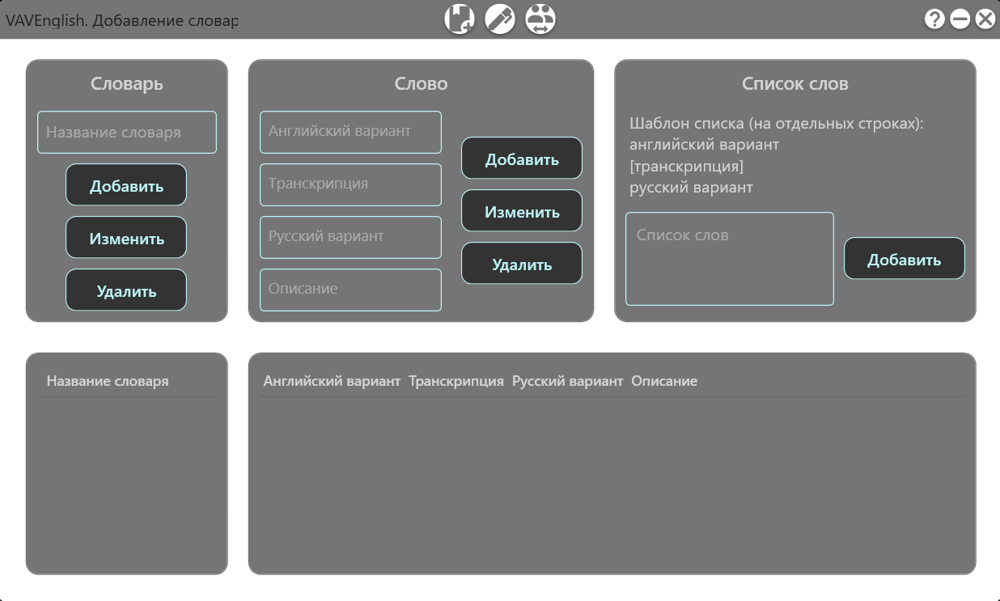 VAVEnglish. Добавление словар
Словарь
Название словаря
Добавить
Изменить
Удалить
Слово
Английский вариант
Транскрипция
Русский вариант
Описание
Добавить
Изменить
Удалить
Список слов
Шаблон списка (на отдельных строках):
английский вариант
[транскрипция]
русский вариант
Список слов
Добавить
Название словаря
Английский вариант Транскрипция Русский вариант Описание